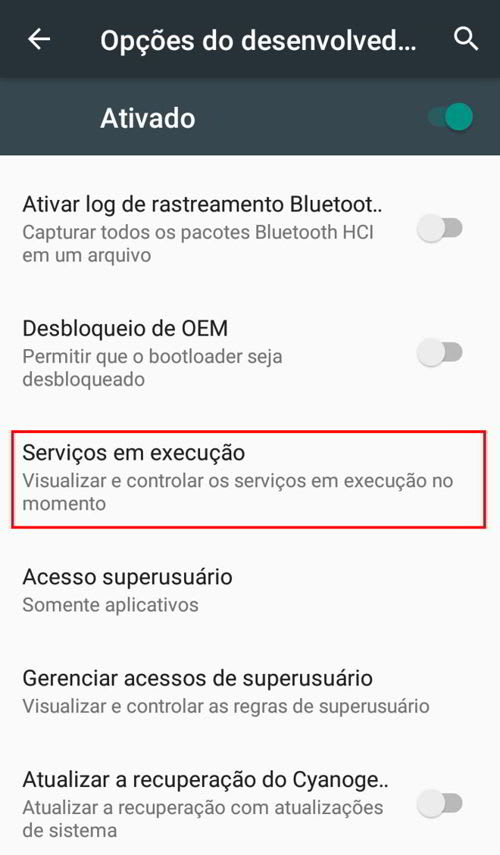 Opções do desenvolved...
Ativado
Ativar log de rastreamento Bluetoot..
Capturar todos os pacotes Bluetooth HCI
em um arquivo
Desbloqueio de OEM
Permitir que o bootloader seja
desbloqueado
Serviços em execução
Visualizar e controlar os serviços em execução no
momento
Acesso superusuário
Somente aplicativos
Gerenciar acessos de superusuário
Visualizar e controlar as regras de superusuário
Atualizar a recuperação do Cyanoge..
Atualizar a recuperação com atualizações
de sistema